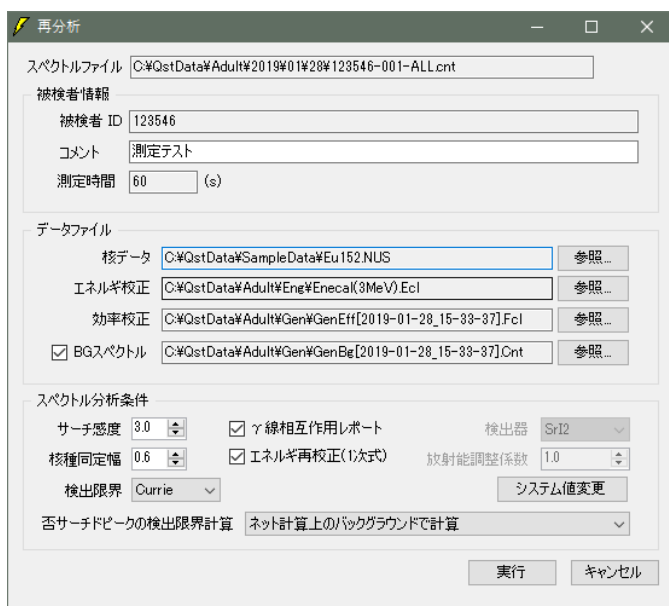 再分析
スペクトルファイル C:¥QstData¥Adult¥2019¥01¥28¥123546-001-ALL.cnt
被検者情報
被検者 ID 123546
コメント 測定テスト
測定時間 60 (s)
データファイル
核データ C:¥QstData¥SampleData¥Eu152.NUS 参照...
エネルギ校正 C:¥QstData¥Adult¥Eng¥Enecal(3MeV).Ecl 参照...
効率校正 C:¥QstData¥Adult¥Gen¥GenEff[2019-01-28_15-33-37].Fcl 参照...
BGスペクトル C:¥QstData¥Adult¥Gen¥GenBg[2019-01-28_15-33-37].Cnt 参照...
スペクトル分析条件
サーチ感度 3.0 γ線相互作用レポート 検出器 SrI2
核種同定幅 0.6 エネルギ再校正(1次式) 放射能調整係数 1.0
検出限界 Currie システム値変更
否サーチドピークの検出限界計算 ネット計算上のバックグラウンドで計算
実行 キャンセル